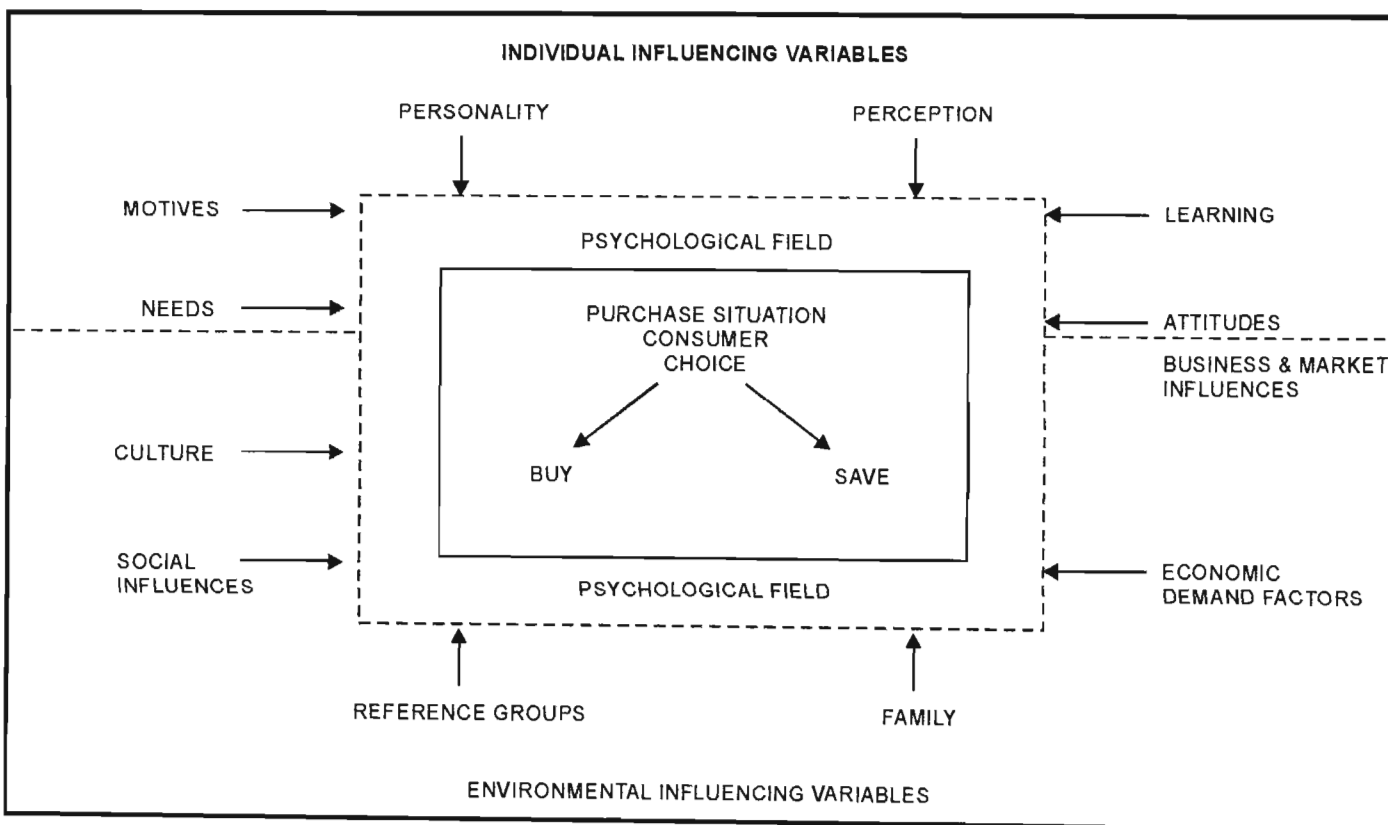 INDIVIDUAL INFLUENCING VARIABLES
PERSONALITY
PERCEPTION
MOTIVES
LEARNING
PSYCHOLOGICAL FIELD
NEEDS
PURCHASE SITUATION
CONSUMER
CHOICE
ATTITUDES
BUSINESS & MARKET
INFLUENCES
CULTURE
BUY
SAVE
SOCIAL
INFLUENCES
ECONOMIC
DEMAND FACTORS
PSYCHOLOGICAL FIELD
REFERENCE GROUPS
FAMILY
ENVIRONMENTAL INFLUENCING VARIABLES